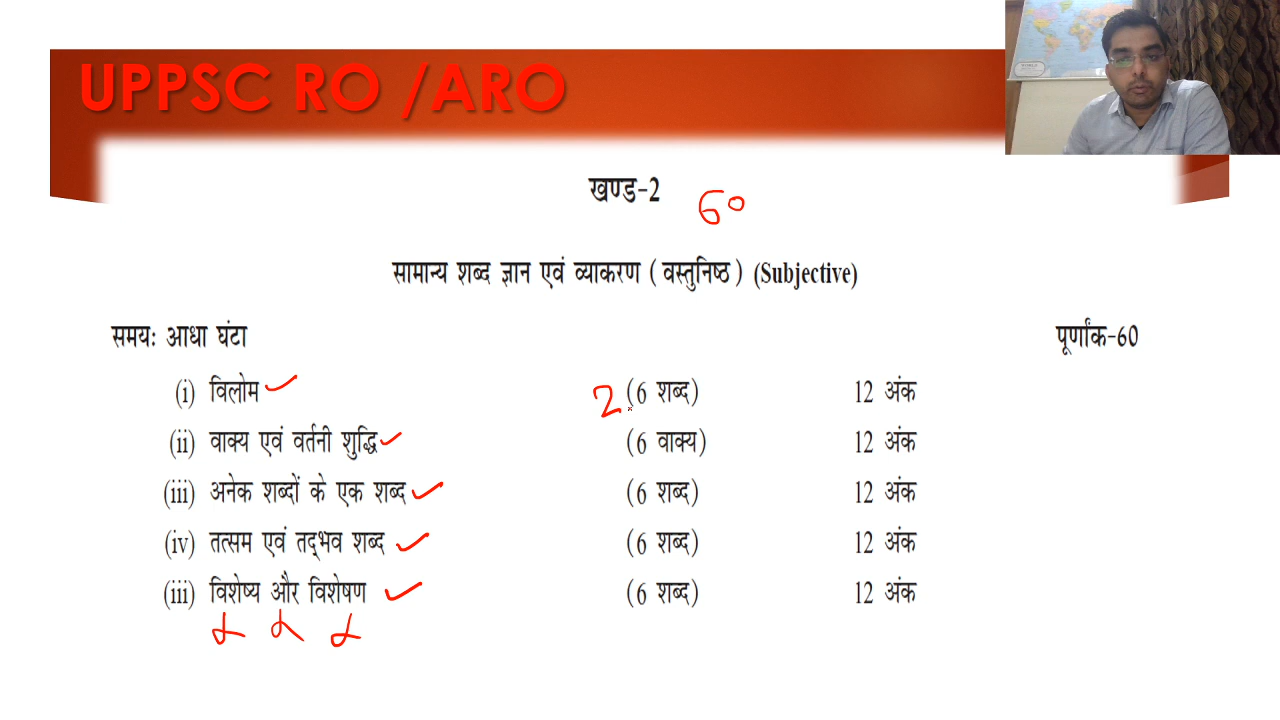 UPPSC RO /ARO
खण्ड-2 60
सामान्य शब्द ज्ञान एवं व्याकरण (वस्तुनिष्ठ) (Subjective)
समय: आधा घंटा पूर्णांक-60
(i) विलोम 2 (6 शब्द) 12 अंक
(ii) वाक्य एवं वर्तनी शुद्धि (6 वाक्य) 12 अंक
(iii) अनेक शब्दों के एक शब्द (6 शब्द) 12 अंक
(iv) तत्सम एवं तद्भव शब्द (6 शब्द) 12 अंक
(iii) विशेष्य और विशेषण (6 शब्द) 12 अंक